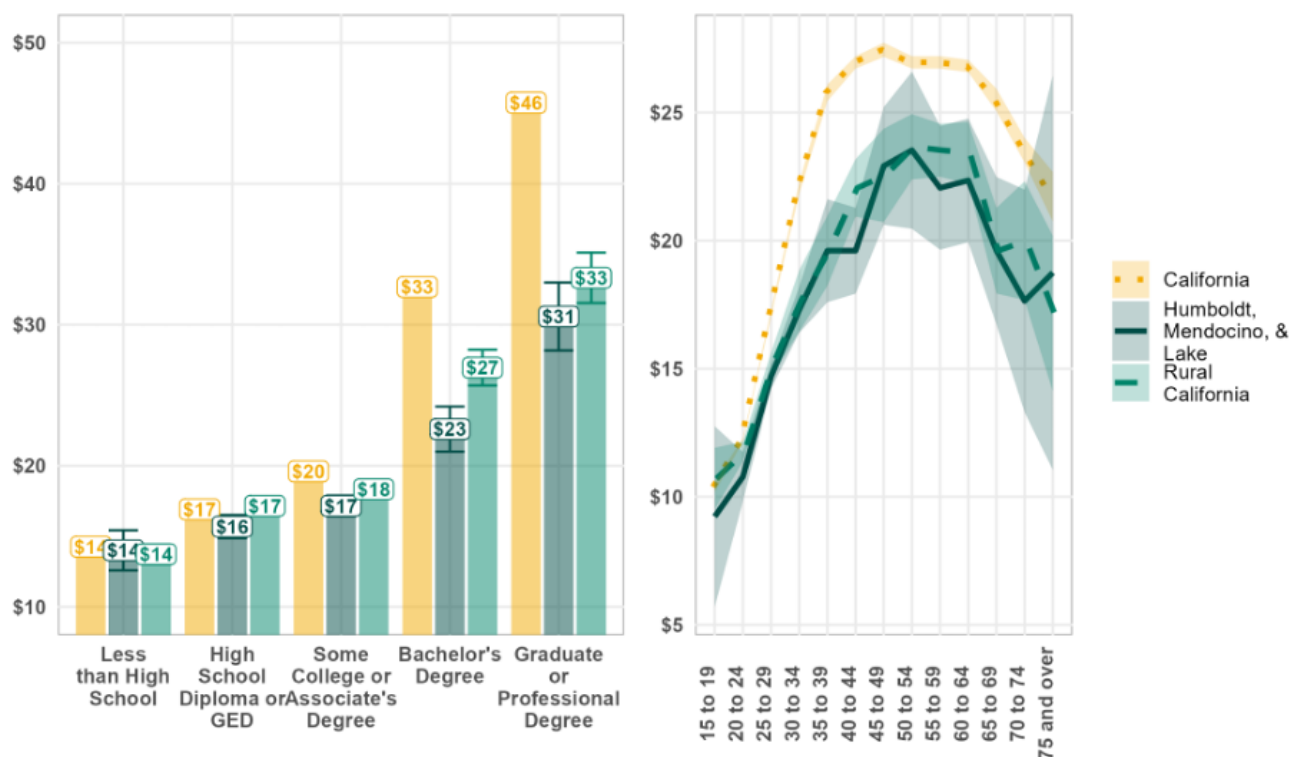 $50
$40
$30
$20
$10
$14
$14
$14
$17
$16
$17
$20
$17
$18
$33
$23
$27
$46
$31
$33
Less
than High
School
High
School
Diploma or
GED
Some
College or
Associate's
Degree
Bachelor's
Degree
Graduate
or
Professional
Degree
$25
$20
$15
$10
$5
15 to 19
20 to 24
25 to 29
30 to 34
35 to 39
40 to 44
45 to 49
50 to 54
55 to 59
60 to 64
65 to 69
70 to 74
75 and over
California
Humboldt,
Mendocino, &
Lake
Rural
California